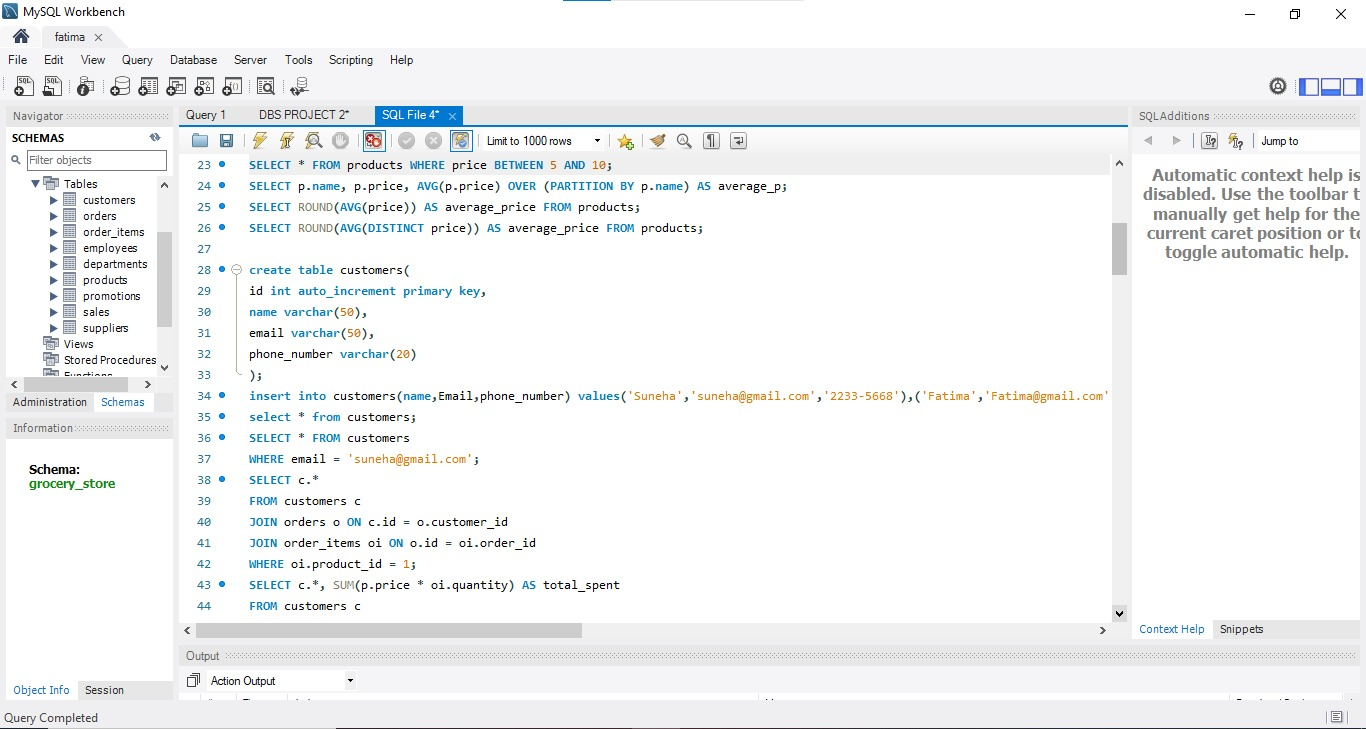 MySQL Workbench
fatima
File Edit View Query Database Server Tools Scripting Help
Navigator
SCHEMAS
Filter objects
Tables
customers
orders
order_items
employees
departments
products
promotions
sales
suppliers
Views
Stored Procedures
Administration Schemas
Information
Schema:
grocery_store
Object Info Session
Query 1 DBS PROJECT 2* SQL File 4*
Limit to 1000 rows
23 SELECT * FROM products WHERE price BETWEEN 5 AND 10;
24 SELECT p.name, p.price, AVG(p.price) OVER (PARTITION BY p.name) AS average_p;
25 SELECT ROUND(AVG(price)) AS average_price FROM products;
26 SELECT ROUND(AVG(DISTINCT price)) AS average_price FROM products;
27
28 create table customers(
29 id int auto_increment primary key,
30 name varchar(50),
31 email varchar(50),
32 phone_number varchar(20)
33 );
34 insert into customers(name,Email,phone_number) values('Suneha','suneha@gmail.com','2233-5668'),('Fatima','Fatima@gmail.com'
35 select * from customers;
36 SELECT * FROM customers
37 WHERE email = 'suneha@gmail.com';
38 SELECT c.*
39 FROM customers c
40 JOIN orders o ON c.id = o.customer_id
41 JOIN order_items oi ON o.id = oi.order_id
42 WHERE oi.product_id = 1;
43 SELECT c.*, SUM(p.price * oi.quantity) AS total_spent
44 FROM customers c
Output
Action Output
SQLAdditions
Jump to
Automatic context help is
disabled. Use the toolbar t
manually get help for the
current caret position or to
toggle automatic help.
Context Help Snippets
Query Completed